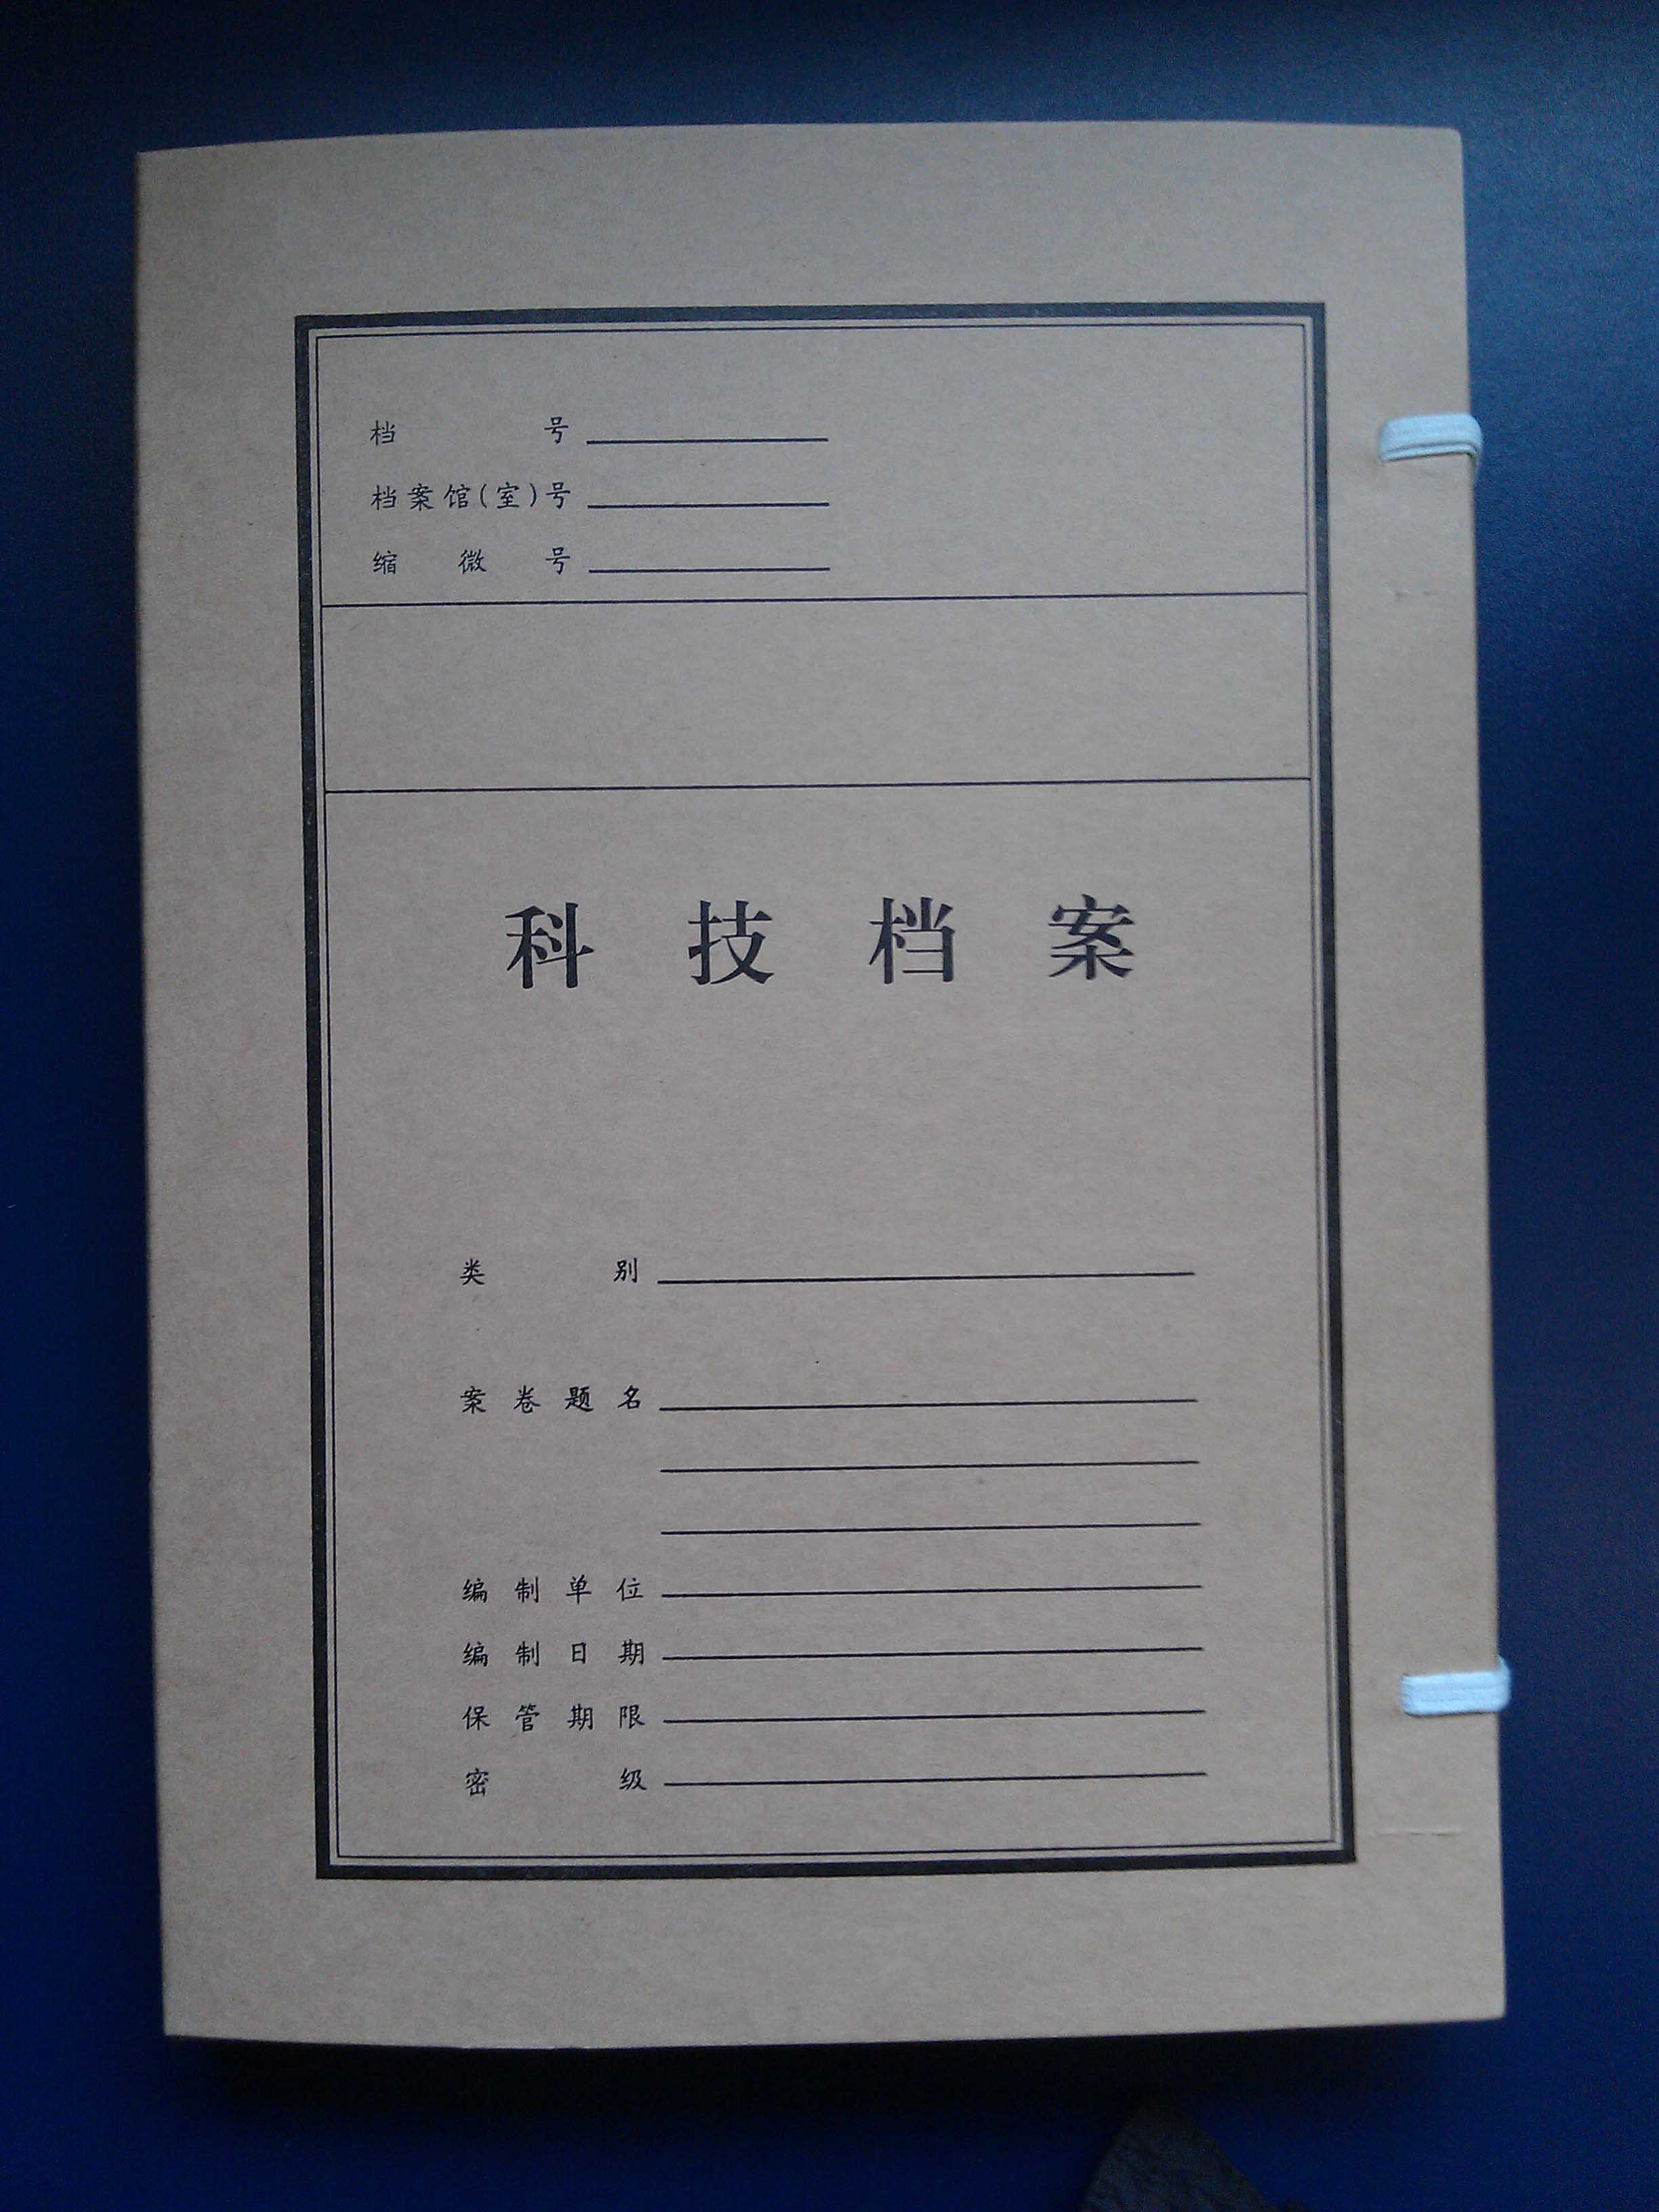 档号
档案馆(室)号
缩微号
科技档案
类别
案卷题名
编制单位
编制日期
保管期限
密级